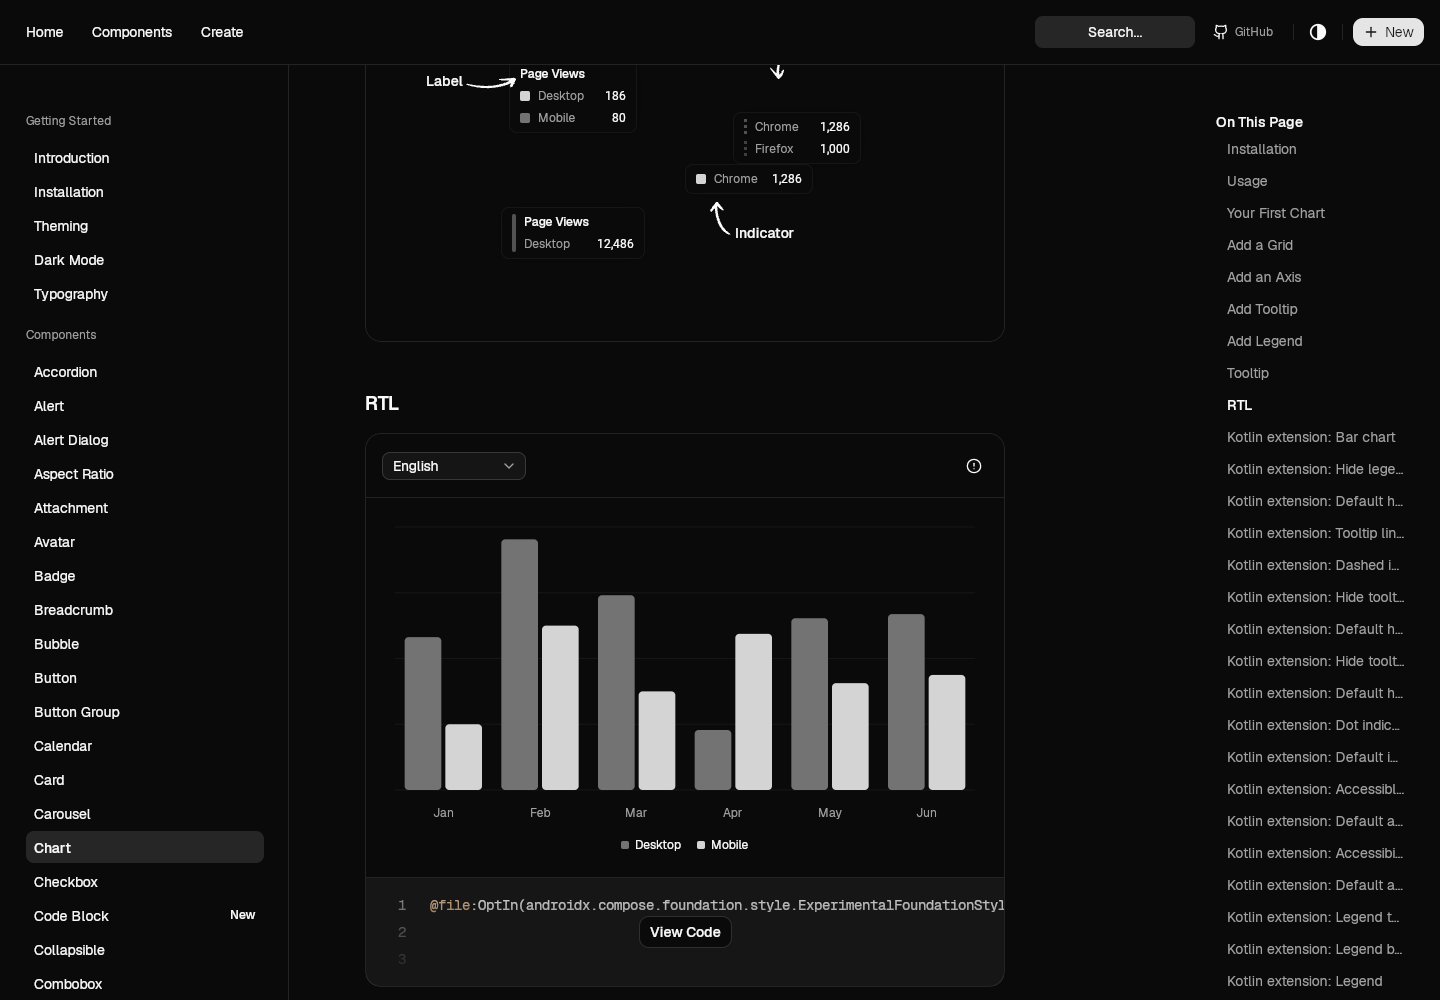 Home
Components
Create
Search...
GitHub
New
Getting Started
Introduction
Installation
Theming
Dark Mode
Typography
Components
Accordion
Alert
Alert Dialog
Aspect Ratio
Attachment
Avatar
Badge
Breadcrumb
Bubble
Button
Button Group
Calendar
Card
Carousel
Chart
Checkbox
Code Block New
Collapsible
Combobox
Label
Page Views
Desktop 186
Mobile 80
Chrome 1,286
Firefox 1,000
Chrome 1,286
Page Views
Desktop 12,486
Indicator
RTL
English
Jan Feb Mar Apr May Jun
Desktop Mobile
1 @file:OptIn(androidx.compose.foundation.style.ExperimentalFoundationStyl
2
View Code
3
On This Page
Installation
Usage
Your First Chart
Add a Grid
Add an Axis
Add Tooltip
Add Legend
Tooltip
RTL
Kotlin extension: Bar chart
Kotlin extension: Hide lege...
Kotlin extension: Default h...
Kotlin extension: Tooltip lin...
Kotlin extension: Dashed i...
Kotlin extension: Hide toolt...
Kotlin extension: Default h...
Kotlin extension: Hide toolt...
Kotlin extension: Default h...
Kotlin extension: Dot indic...
Kotlin extension: Default i...
Kotlin extension: Accessibl...
Kotlin extension: Default a...
Kotlin extension: Accessibi...
Kotlin extension: Default a...
Kotlin extension: Legend t...
Kotlin extension: Legend b...
Kotlin extension: Legend